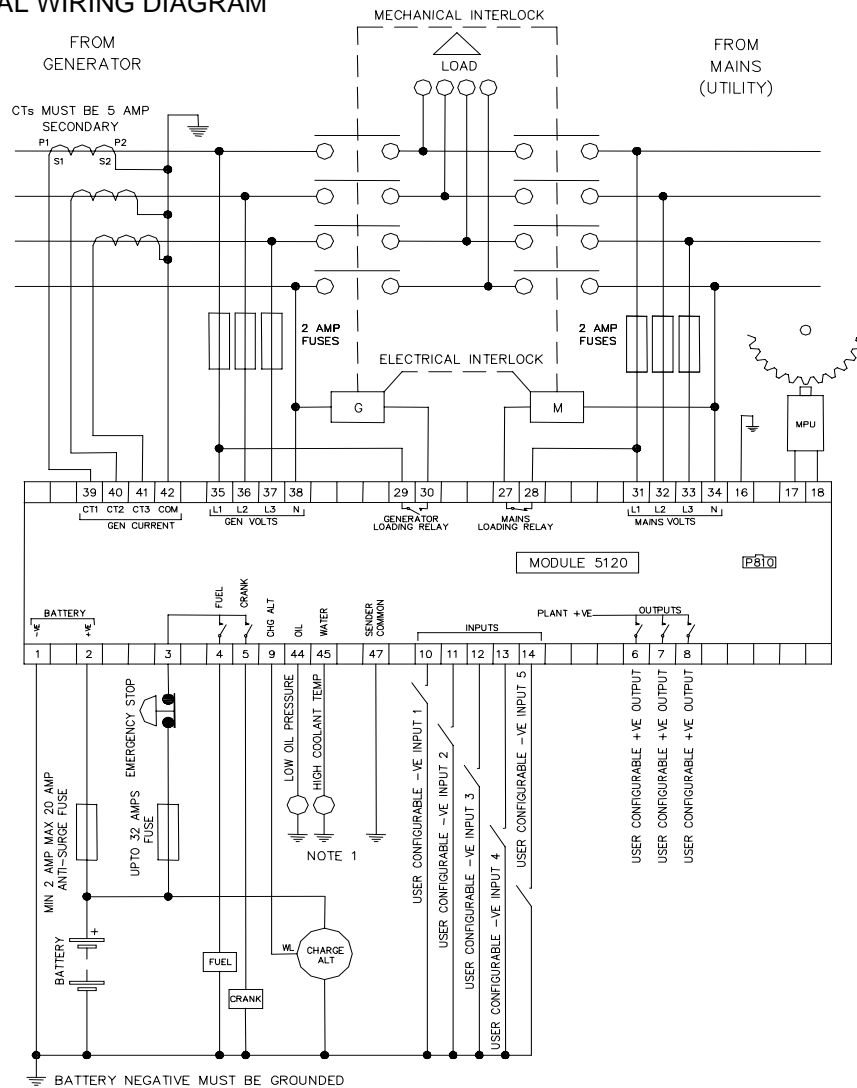 AL WIRING DIAGRAM
MECHANICAL INTERLOCK
FROM
GENERATOR
LOAD
FROM
MAINS
(UTILITY)
CTs MUST BE 5 AMP
SECONDARY
P1
P2
S1
S2
2 AMP
FUSES
2 AMP
FUSES
ELECTRICAL INTERLOCK
G
M
MPU
39
40
41
42
35
36
37
38
29
30
27
28
31
32
33
34
16
17
18
CT1
CT2
CT3
COM
GEN CURRENT
L1
L2
L3
N
GEN VOLTS
GENERATOR
LOADING RELAY
MAINS
LOADING RELAY
L1
L2
L3
N
MAINS VOLTS
MODULE 5120
P810
BATTERY
-VE
+VE
FUEL
CRANK
CHG ALT
OIL
WATER
SENDER
COMMON
INPUTS
PLANT +VE
OUTPUTS
1
2
3
4
5
9
44
45
47
10
11
12
13
14
6
7
8
MIN 2 AMP MAX 20 AMP
ANTI-SURGE FUSE
EMERGENCY STOP
UPTO 32 AMPS
FUSE
LOW OIL PRESSURE
HIGH COOLANT TEMP
NOTE 1
USER CONFIGURABLE -VE INPUT 1
USER CONFIGURABLE -VE INPUT 2
USER CONFIGURABLE -VE INPUT 3
USER CONFIGURABLE -VE INPUT 4
USER CONFIGURABLE -VE INPUT 5
USER CONFIGURABLE +VE OUTPUT
USER CONFIGURABLE +VE OUTPUT
USER CONFIGURABLE +VE OUTPUT
BATTERY
+
FUEL
CRANK
WL
CHARGE
ALT
BATTERY NEGATIVE MUST BE GROUNDED